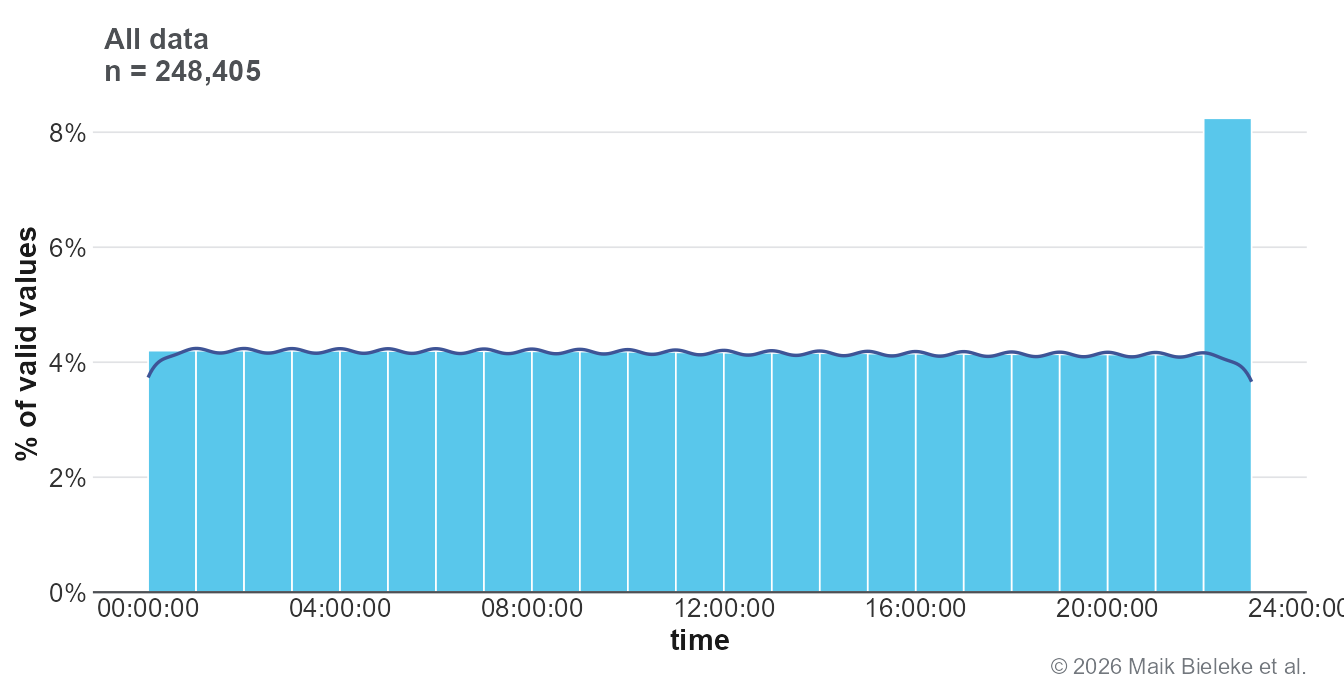 All data
n = 248,405
% of valid values
8%
6%
4%
2%
0%
00:00:00 04:00:00 08:00:00 12:00:00 16:00:00 20:00:00 24:00:00
time
© 2026 Maik Bieleke et al.